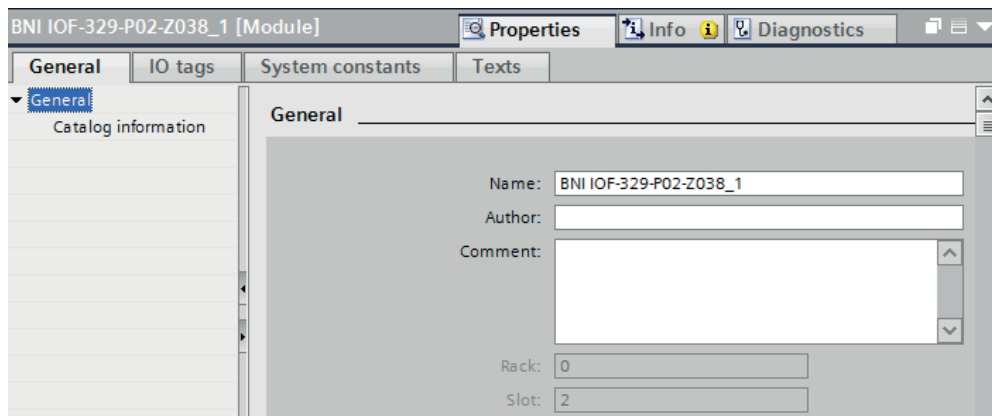 BNI IOF-329-P02-Z038_1 [Module]
Properties
Info
Diagnostics
General
IO tags
System constants
Texts
General
Catalog information
General
Name: BNI IOF-329-P02-Z038_1
Author:
Comment:
Rack: 0
Slot: 2